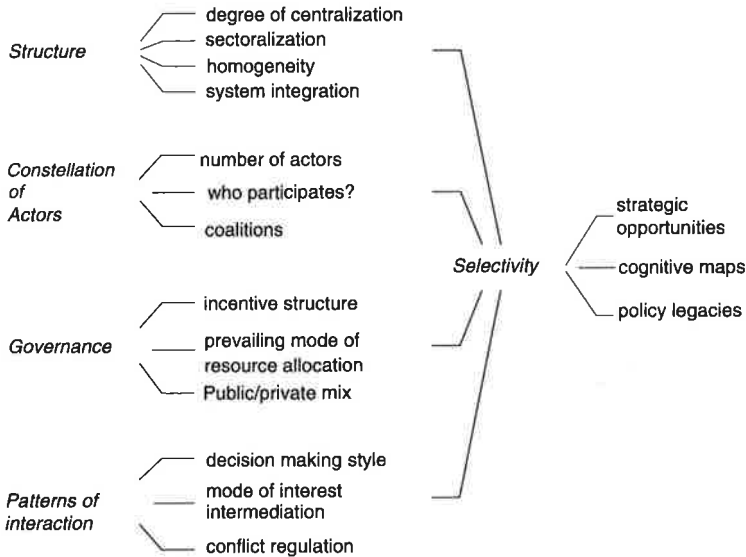 Structure
degree of centralization
sectoralization
homogeneity
system integration
Constellation
of
Actors
number of actors
who participates?
coalitions
Governance
incentive structure
prevailing mode of
resource allocation
Public/private mix
Patterns of
interaction
decision making style
mode of interest
intermediation
conflict regulation
Selectivity
strategic
opportunities
cognitive maps
policy legacies